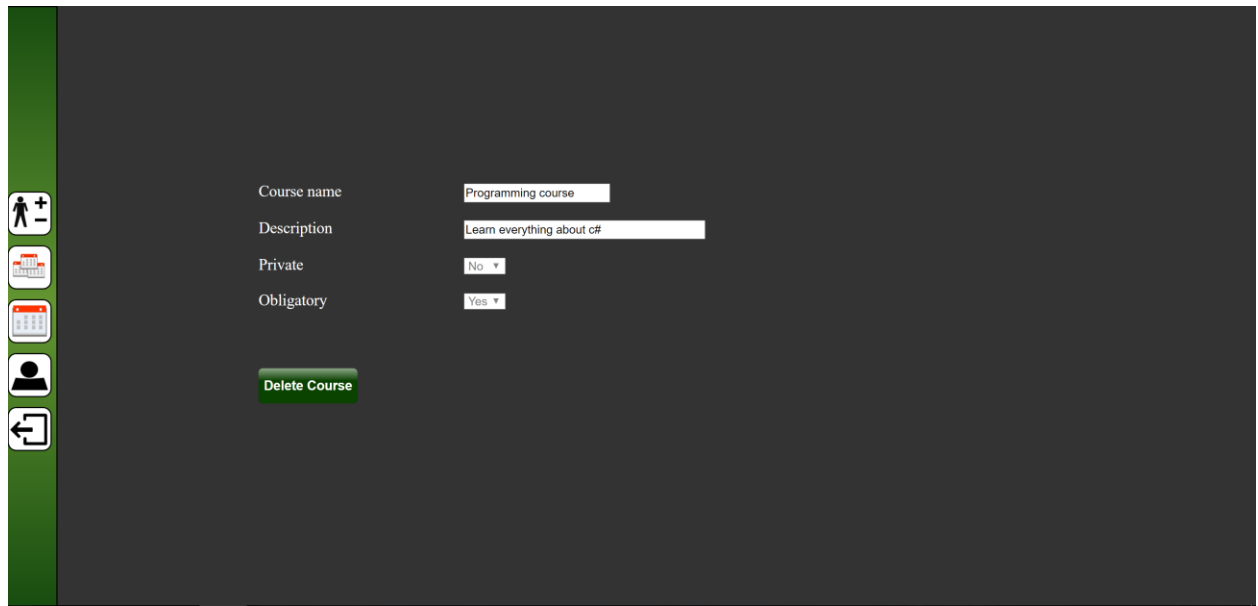 Course name Programming course
Description Learn everything about c#
Private No
Obligatory Yes
Delete Course